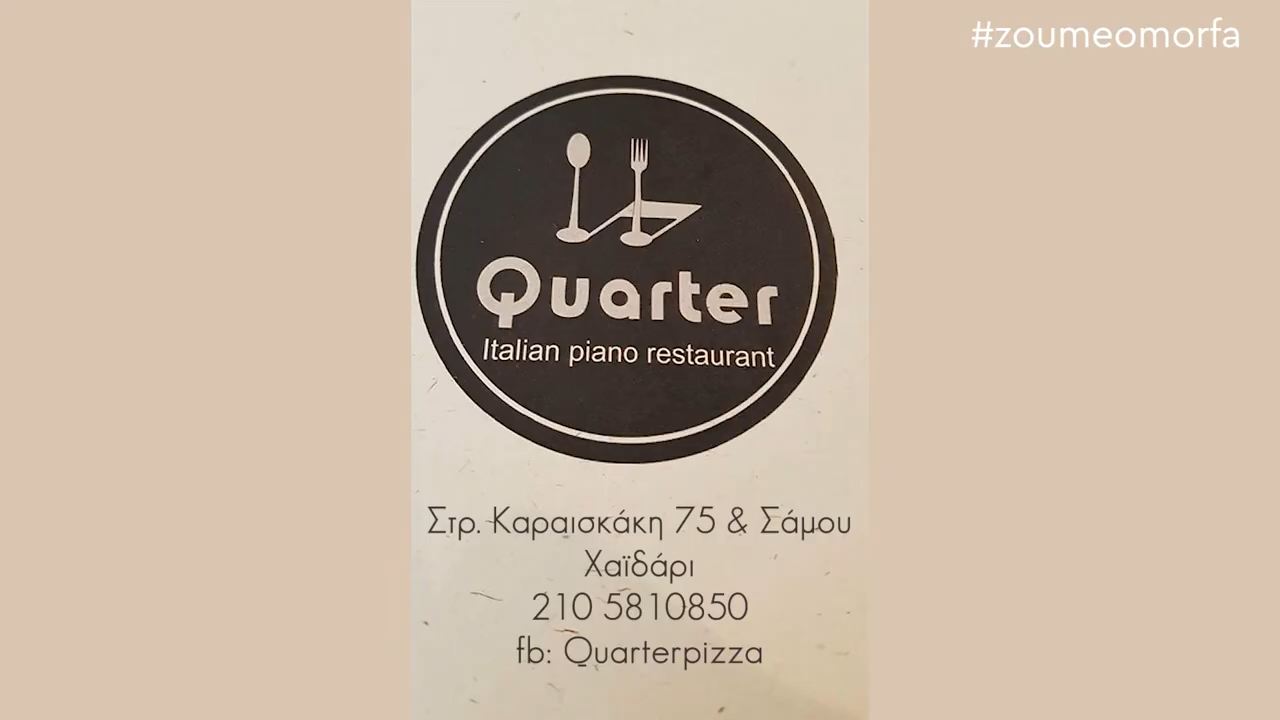 #zoumeomorfa
Quarter
Italian piano restaurant
Στρ. Καραισκάκη 75 & Σάμου
Χαϊδάρι
210 5810850
fb: Quarterpizza